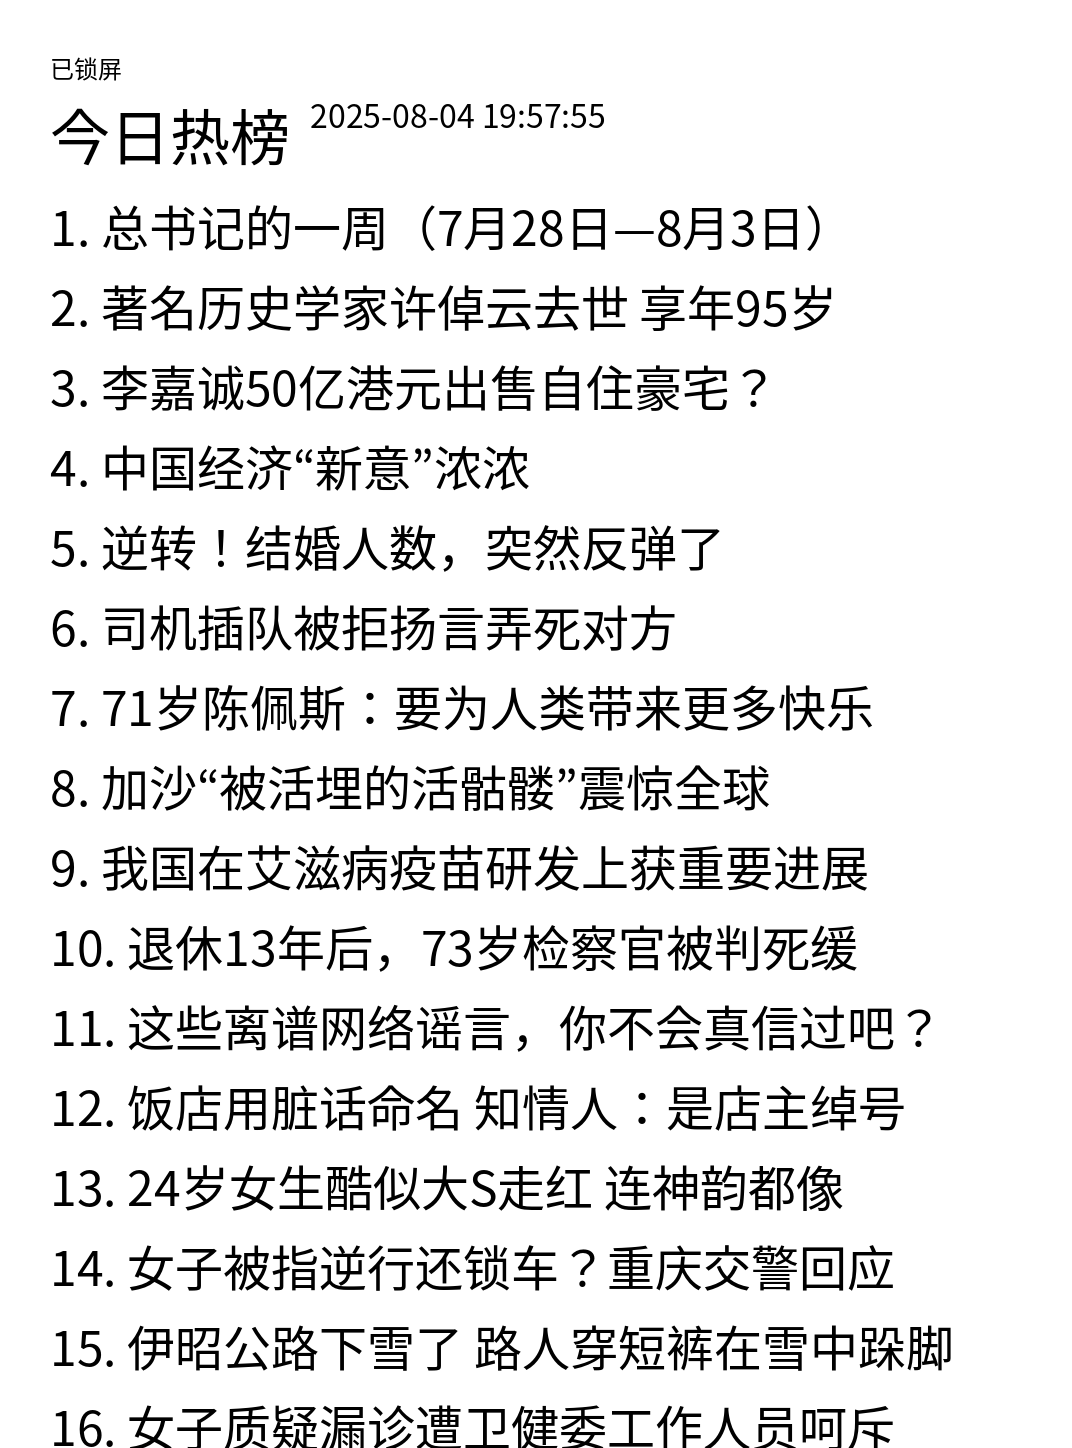 已锁屏
今日热榜 2025-08-04 19:57:55
1. 总书记的一周（7月28日—8月3日）
2. 著名历史学家许倬云去世 享年95岁
3. 李嘉诚50亿港元出售自住豪宅？
4. 中国经济“新意”浓浓
5. 逆转！结婚人数，突然反弹了
6. 司机插队被拒扬言弄死对方
7. 71岁陈佩斯：要为人类带来更多快乐
8. 加沙“被活埋的活骷髅”震惊全球
9. 我国在艾滋病疫苗研发上获重要进展
10. 退休13年后，73岁检察官被判死缓
11. 这些离谱网络谣言，你不会真信过吧？
12. 饭店用脏话命名 知情人：是店主绰号
13. 24岁女生酷似大S走红 连神韵都像
14. 女子被指逆行还锁车？重庆交警回应
15. 伊昭公路下雪了 路人穿短裤在雪中跺脚
16. 女子质疑漏诊遭卫健委工作人员呵斥